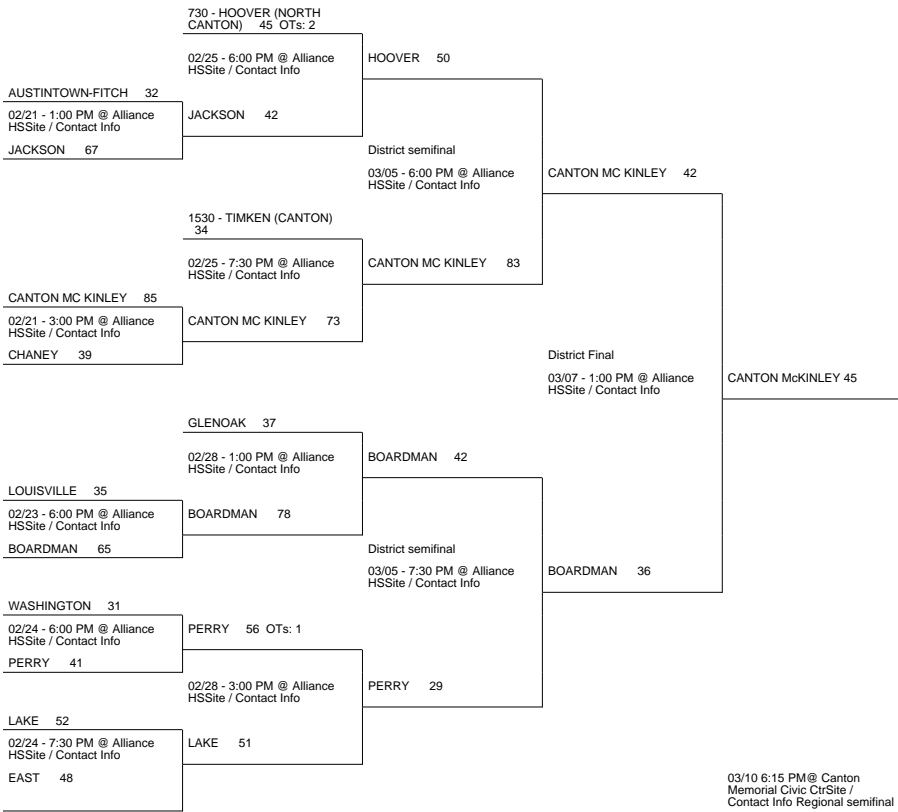 730 - HOOVER (NORTH
CANTON) 45 OTs: 2
02/25 - 6:00 PM @ Alliance
HSSite / Contact Info
HOOVER 50
AUSTINTOWN-FITCH 32
02/21 - 1:00 PM @ Alliance
HSSite / Contact Info
JACKSON 42
JACKSON 67
District semifinal
03/05 - 6:00 PM @ Alliance
HSSite / Contact Info
CANTON MC KINLEY 42
1530 - TIMKEN (CANTON)
34
02/25 - 7:30 PM @ Alliance
HSSite / Contact Info
CANTON MC KINLEY 83
CANTON MC KINLEY 85
02/21 - 3:00 PM @ Alliance
HSSite / Contact Info
CANTON MC KINLEY 73
CHANEY 39
District Final
03/07 - 1:00 PM @ Alliance
HSSite / Contact Info
CANTON McKINLEY 45
GLENOAK 37
02/28 - 1:00 PM @ Alliance
HSSite / Contact Info
BOARDMAN 42
LOUISVILLE 35
02/23 - 6:00 PM @ Alliance
HSSite / Contact Info
BOARDMAN 78
BOARDMAN 65
District semifinal
03/05 - 7:30 PM @ Alliance
HSSite / Contact Info
BOARDMAN 36
WASHINGTON 31
02/24 - 6:00 PM @ Alliance
HSSite / Contact Info
PERRY 56 OTs: 1
PERRY 41
02/28 - 3:00 PM @ Alliance
HSSite / Contact Info
PERRY 29
LAKE 52
02/24 - 7:30 PM @ Alliance
HSSite / Contact Info
LAKE 51
EAST 48
03/10 6:15 PM@ Canton
Memorial Civic CtrSite /
Contact Info Regional semifinal